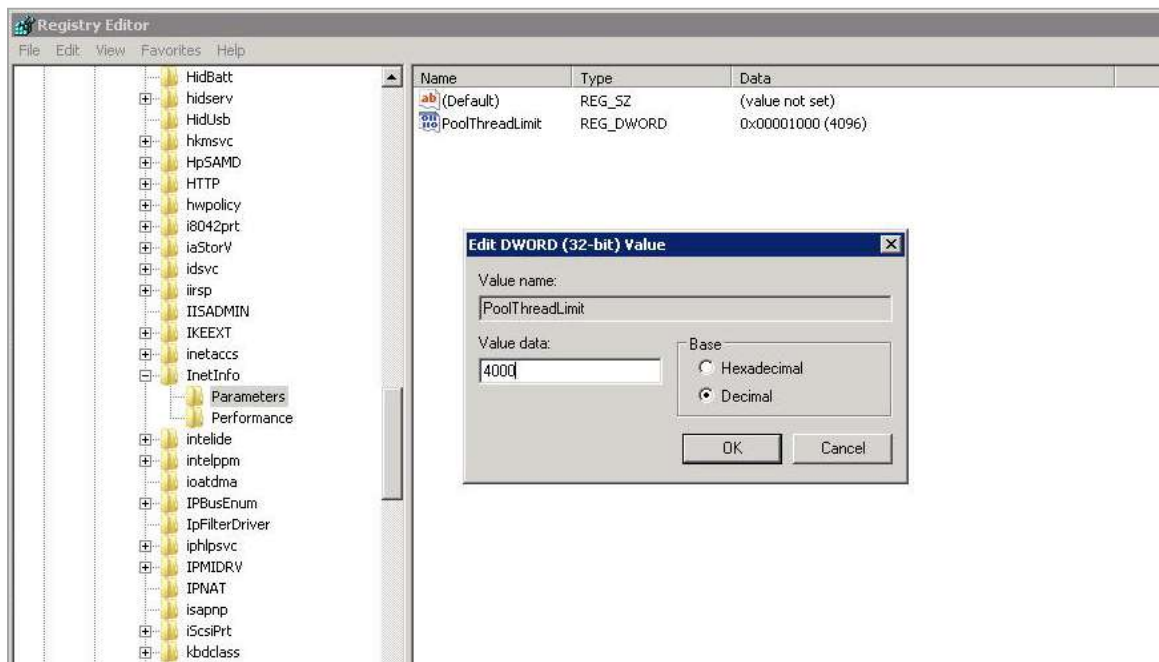 Registry Editor
File Edit View Favorites Help
HidBatt
hidserv
HidUsb
hkmsvc
HpSAMD
HTTP
hwpolicy
i8042prt
iaStorV
idsvc
iirsp
IISADMIN
IKEEXT
inetaccs
InetInfo
Parameters
Performance
intelide
intelppm
ioatdma
IPBusEnum
IpFilterDriver
iphlpsvc
IPMIDRV
IPNAT
isapnp
iScsiPrt
kbdclass
Name Type Data
ab (Default) REG_SZ (value not set)
PoolThreadLimit REG_DWORD 0x00001000 (4096)
Edit DWORD (32-bit) Value
Value name:
PoolThreadLimit
Value data:
4000
Base
Hexadecimal
Decimal
OK Cancel